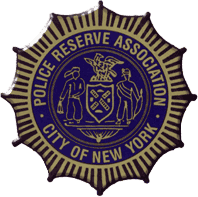 POLICE RESERVE ASSOCIATION
CITY OF NEW YORK